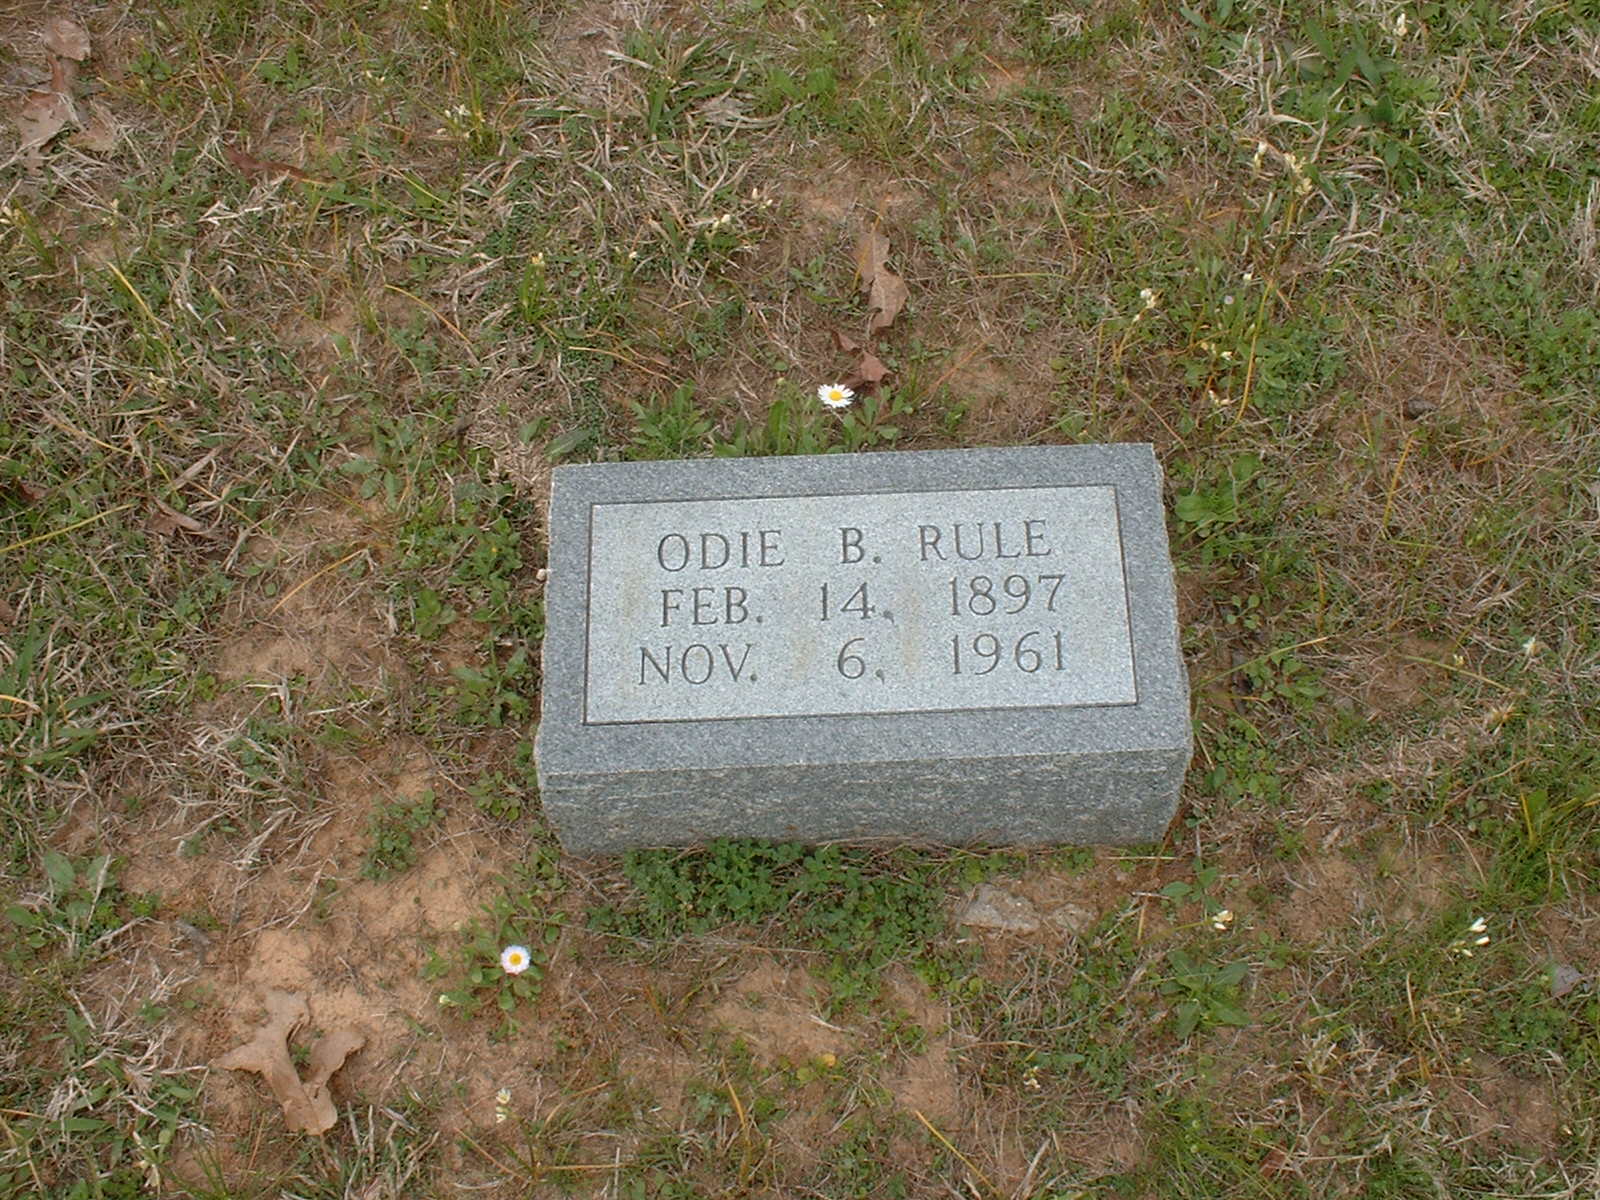 ODIE B. RULE
FEB. 14, 1897
NOV. 6, 1961